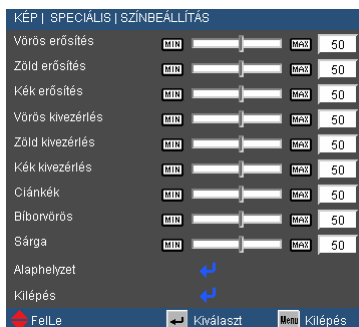 KÉP | SPECIÁLIS | SZÍNBEÁLLÍTÁS
Vörös erősítés MIN MAX 50
Zöld erősítés MIN MAX 50
Kék erősítés MIN MAX 50
Vörös kivezérlés MIN MAX 50
Zöld kivezérlés MIN MAX 50
Kék kivezérlés MIN MAX 50
Ciánkék MIN MAX 50
Bíborvörös MIN MAX 50
Sárga MIN MAX 50
Alaphelyzet
Kilépés
FelLe Kiválaszt Menu Kilépés